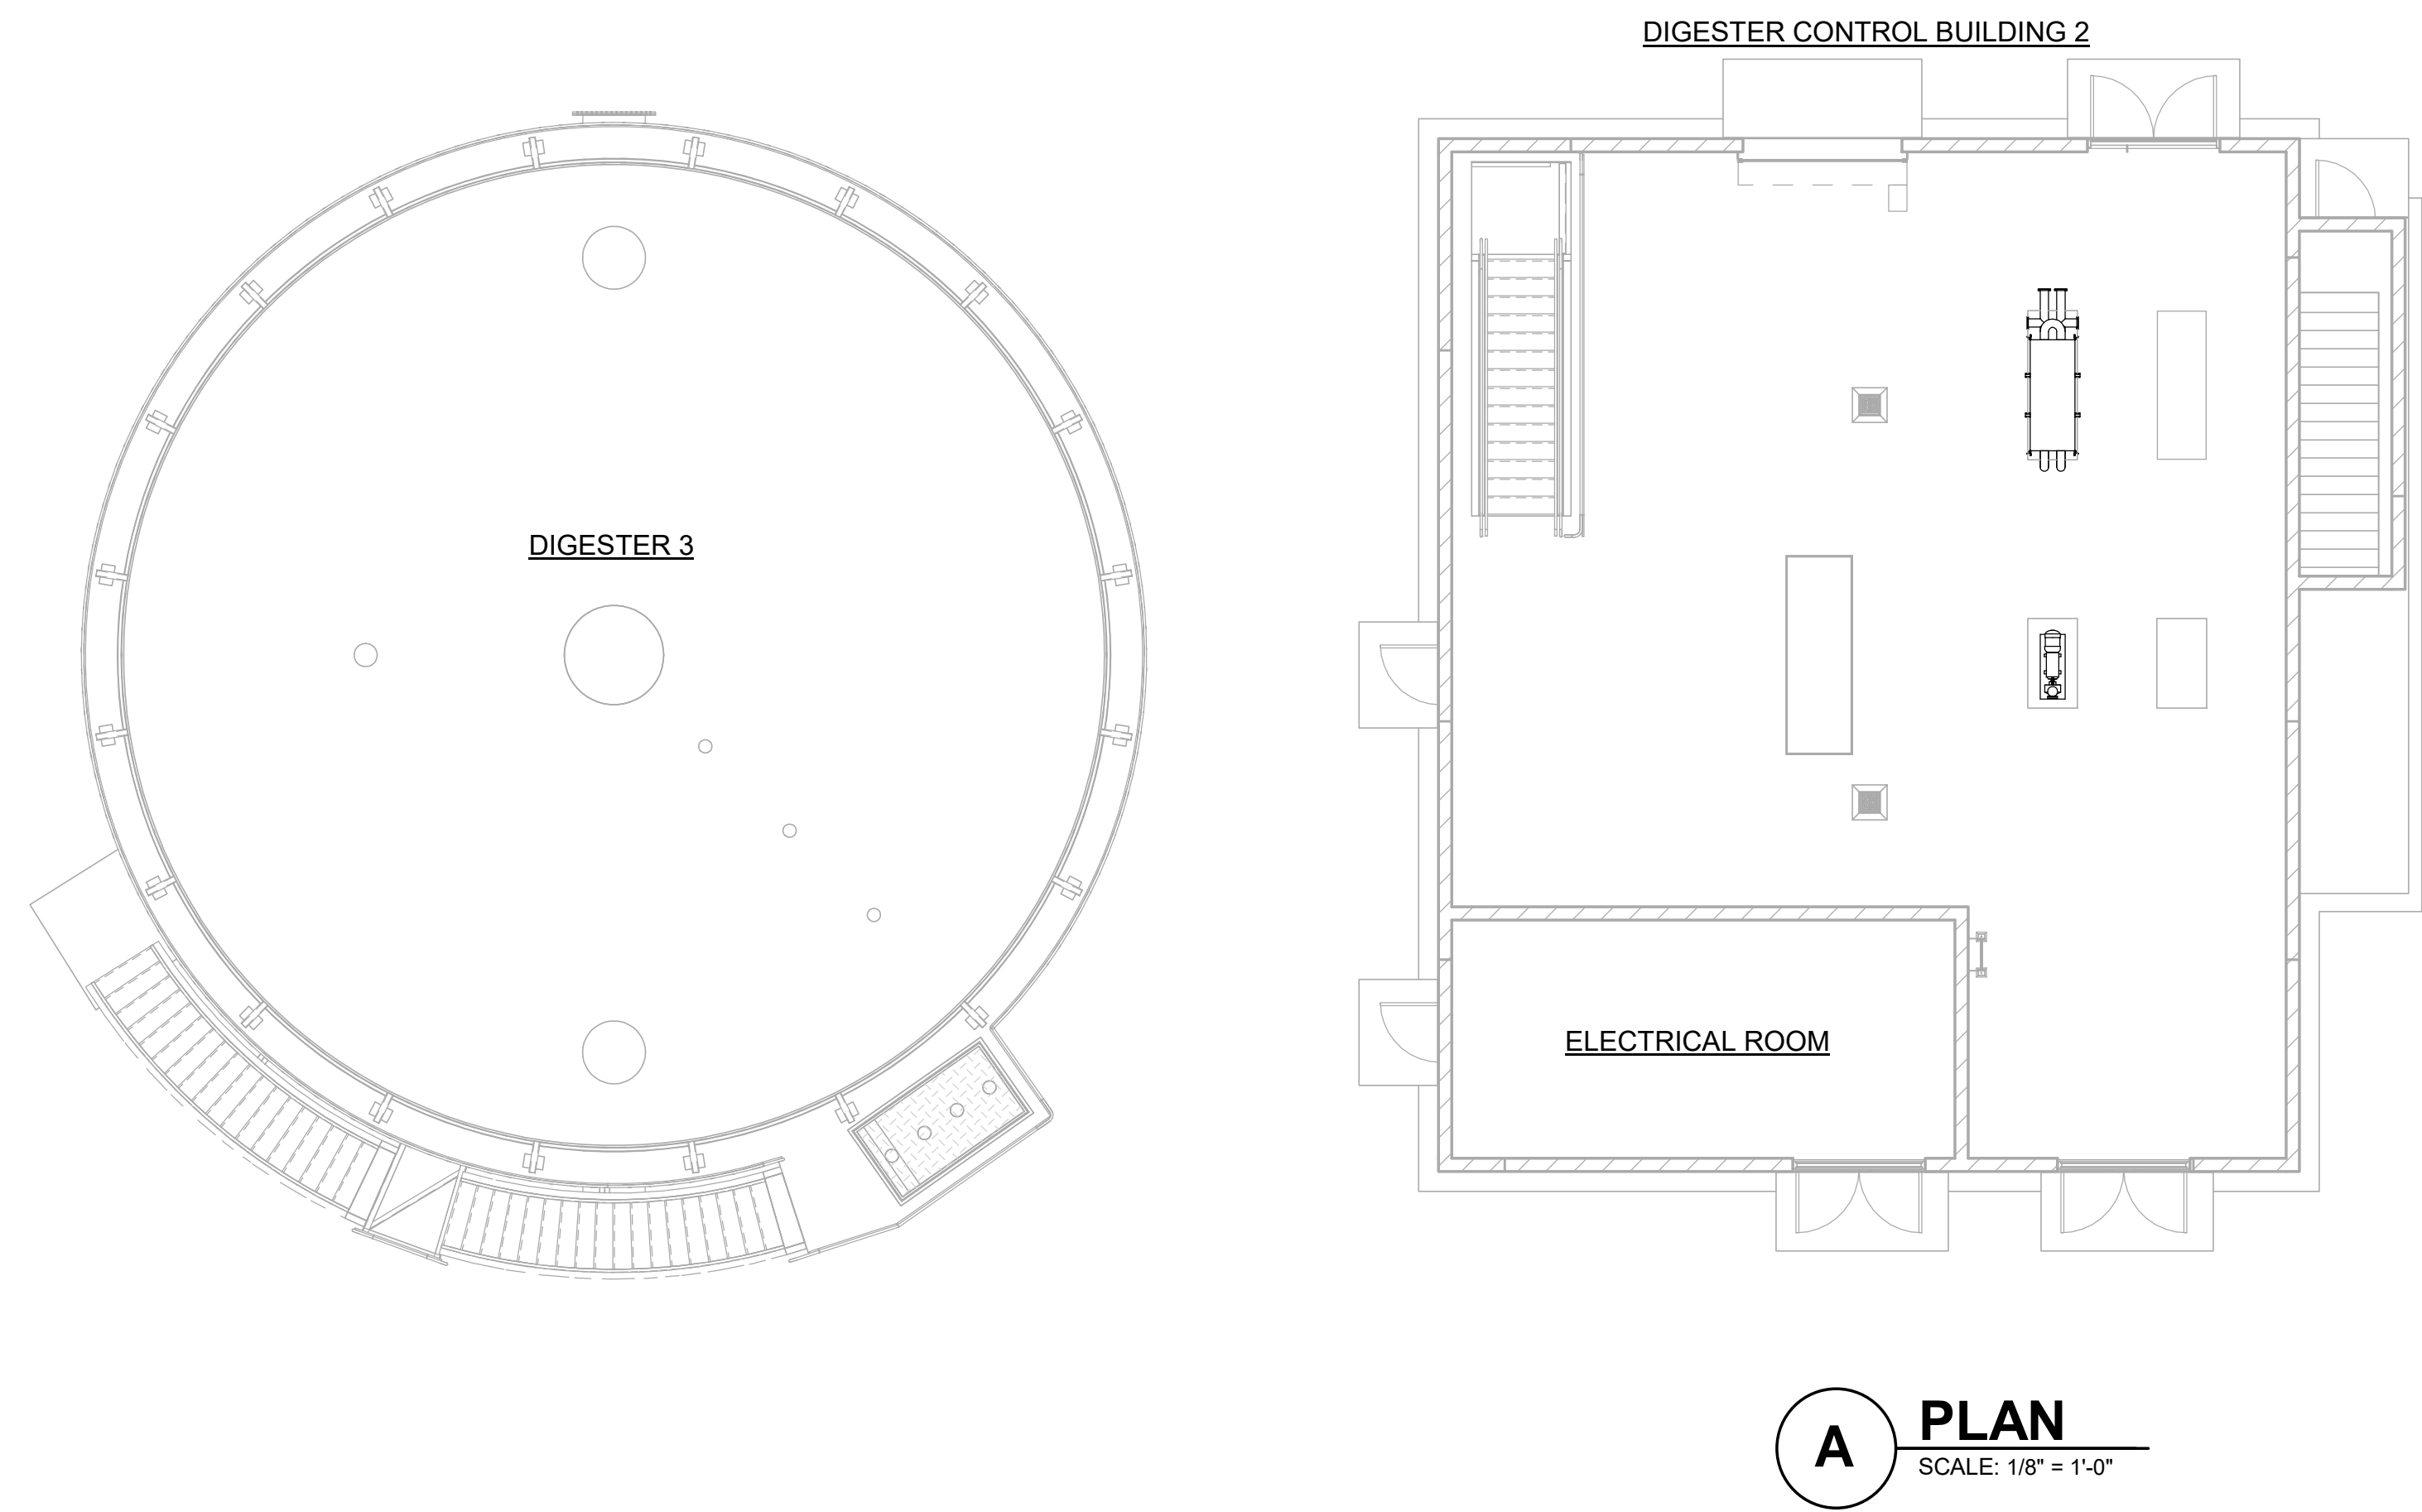 DIGESTER CONTROL BUILDING 2
DIGESTER 3
ELECTRICAL ROOM
A
PLAN
SCALE: 1/8" = 1'-0"